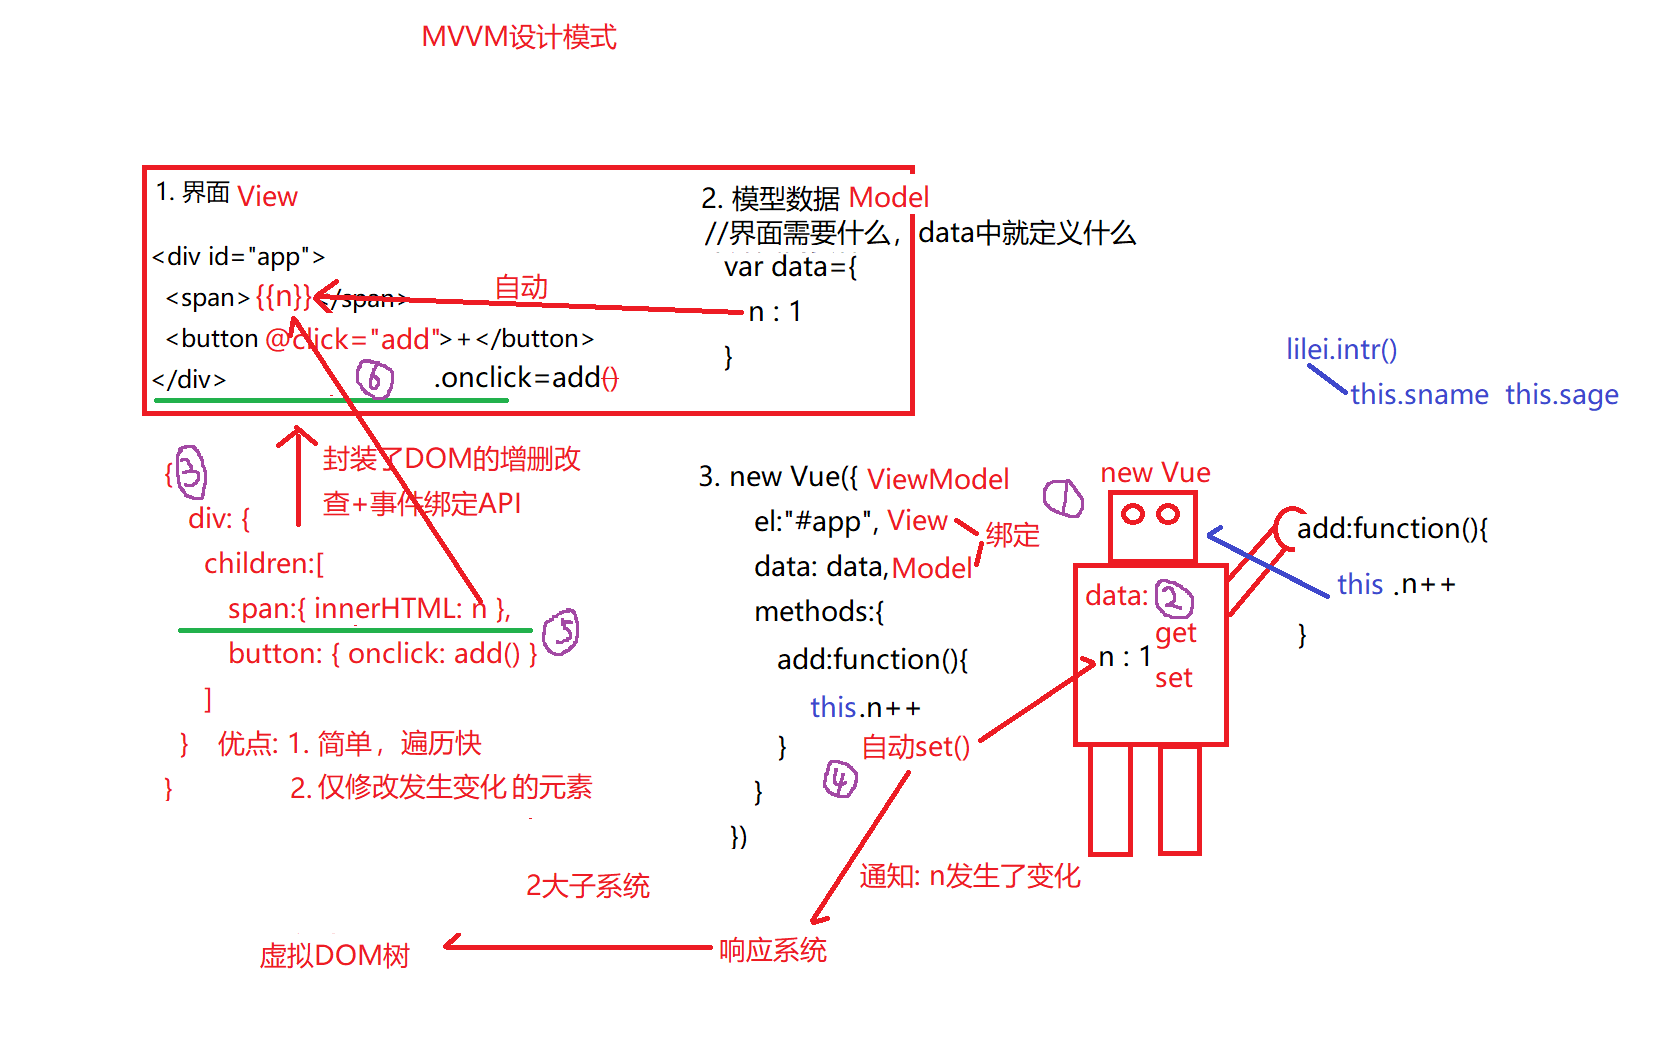 MVVM设计模式
1. 界面 View
<div id="app">
<span>{{n}}</span>
<button @click="add">+</button>
</div>
⑥
.onclick=add()
自动
2. 模型数据 Model
//界面需要什么，data中就定义什么
var data={
n : 1
}
lilei.intr()
this.sname this.sage
封装了DOM的增删改
查+事件绑定API
{
③
div: {
children:[
span:{ innerHTML: n },
⑤
button: { onclick: add() }
]
}
优点: 1. 简单，遍历快
2. 仅修改发生变化的元素
}
3. new Vue({ ViewModel
el:"#app", View
绑定
data: data, Model
methods:{
add:function(){
this.n++
}
自动set()
④
}
})
①
new Vue
data: ②
get
n : 1
set
add:function(){
this .n++
}
通知: n发生了变化
2大子系统
虚拟DOM树
响应系统